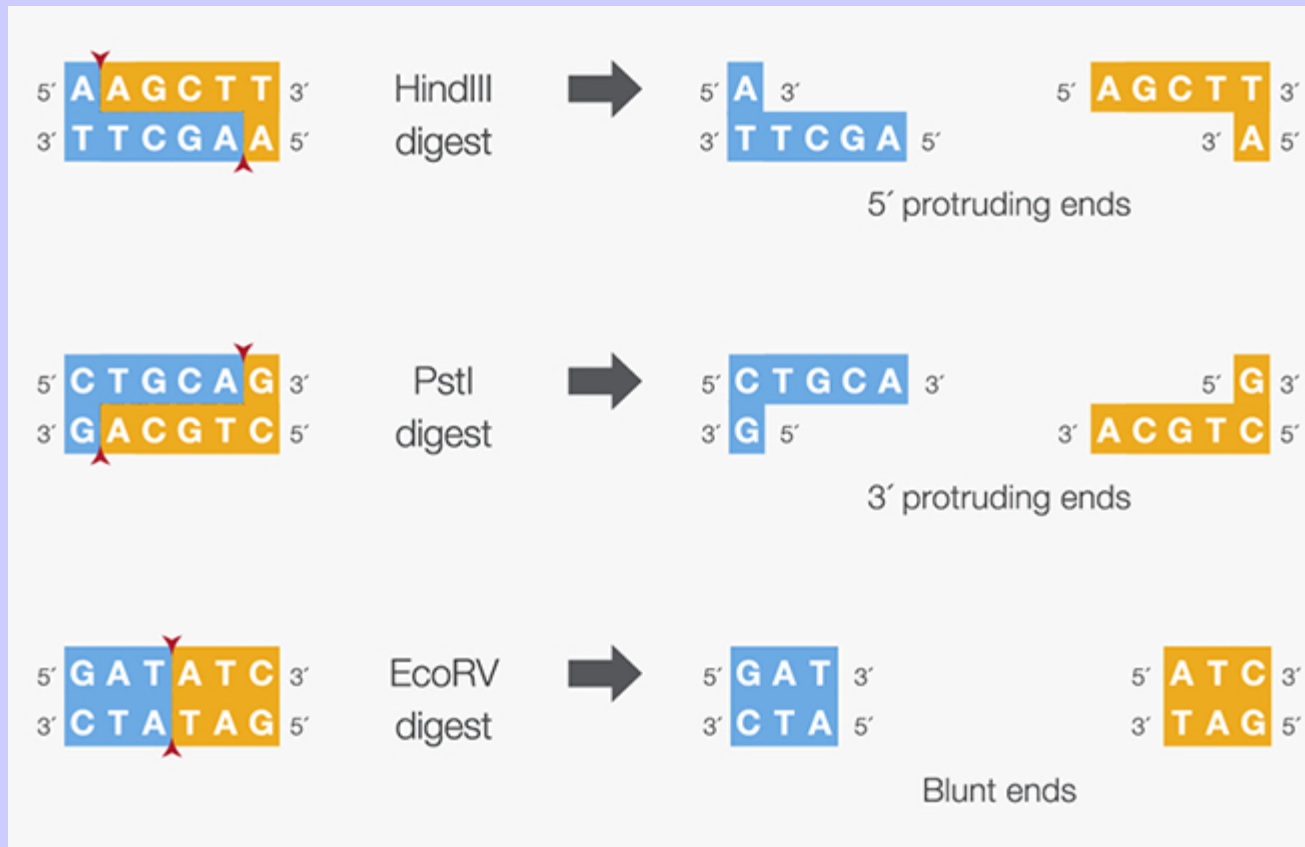 5´ A A G C T T 3´ HindIII 5´ A 3´ 5´ A G C T T 3´
3´ T T C G A A 5´ digest 3´ T T C G A 5´ 3´ A 5´
5´ protruding ends
5´ C T G C A G 3´ PstI 5´ C T G C A 3´ 5´ G 3´
3´ G A C G T C 5´ digest 3´ G 5´ 3´ A C G T C 5´
3´ protruding ends
5´ G A T A T C 3´ EcoRV 5´ G A T 3´ 5´ A T C 3´
3´ C T A T A G 5´ digest 3´ C T A 5´ 3´ T A G 5´
Blunt ends